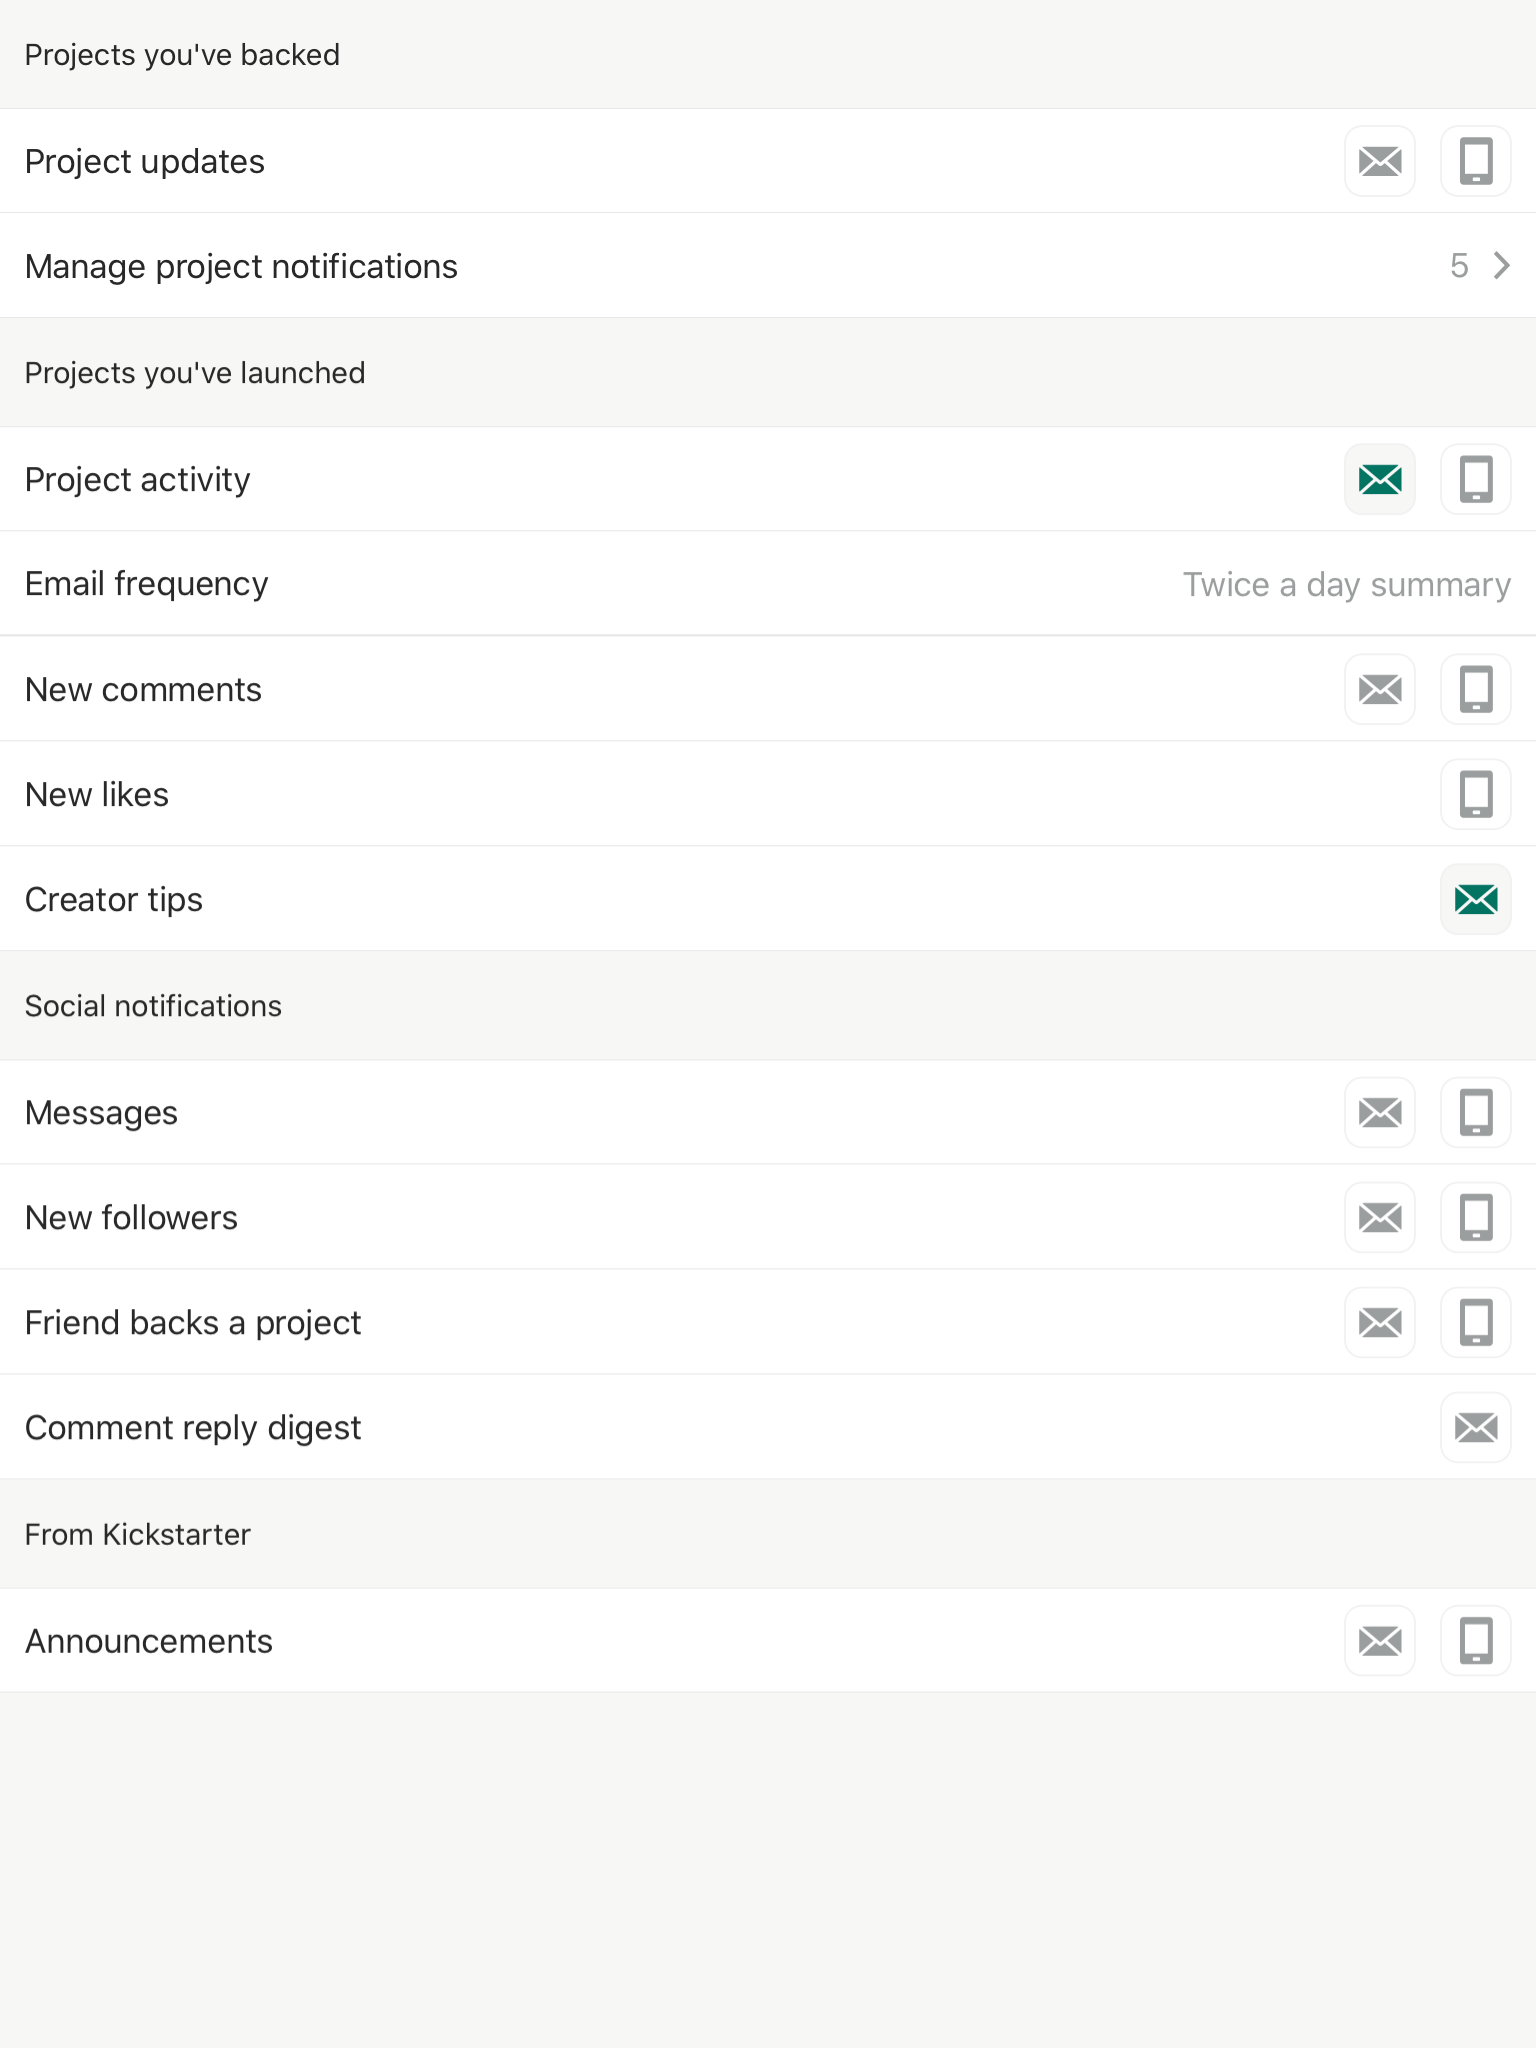 Projects you've backed
Project updates
Manage project notifications 5
Projects you've launched
Project activity
Email frequency Twice a day summary
New comments
New likes
Creator tips
Social notifications
Messages
New followers
Friend backs a project
Comment reply digest
From Kickstarter
Announcements